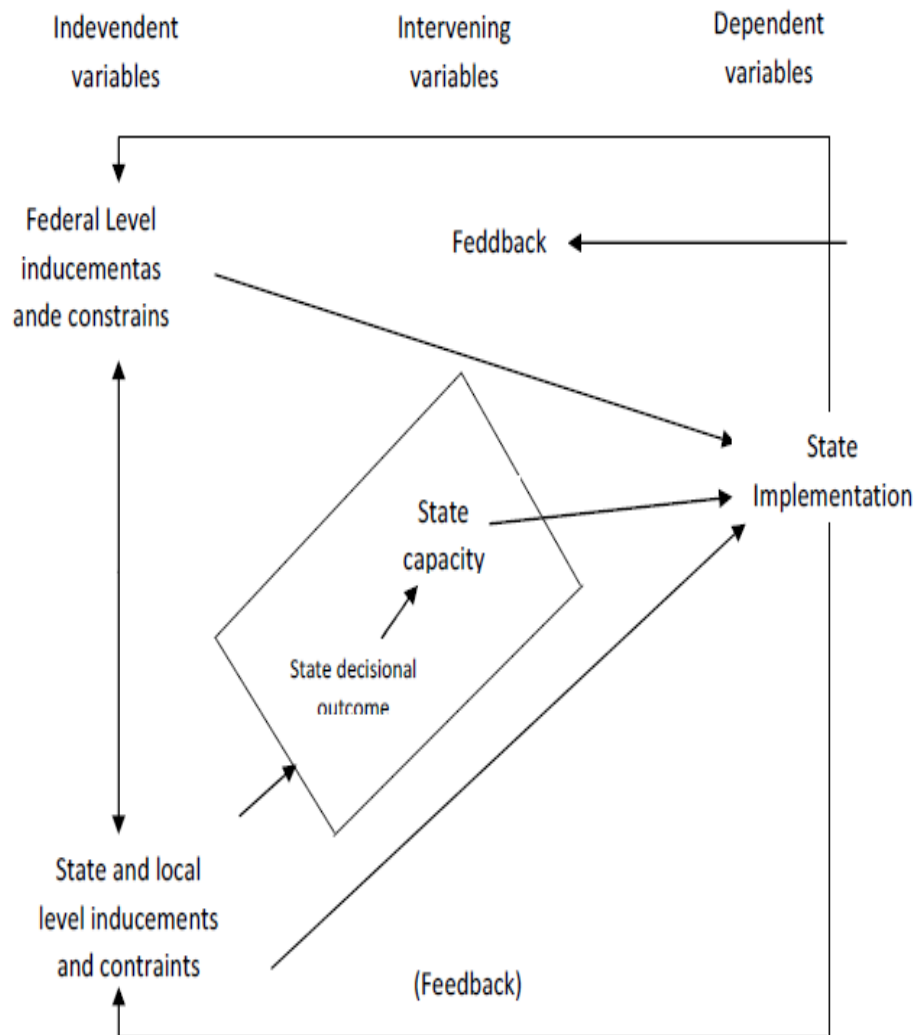 Indevendent
variables
Intervening
variables
Dependent
variables
Federal Level
inducementas
ande constrains
Feddback
State
Implementation
State
capacity
State decisional
outcome
State and local
level inducements
and contraints
(Feedback)